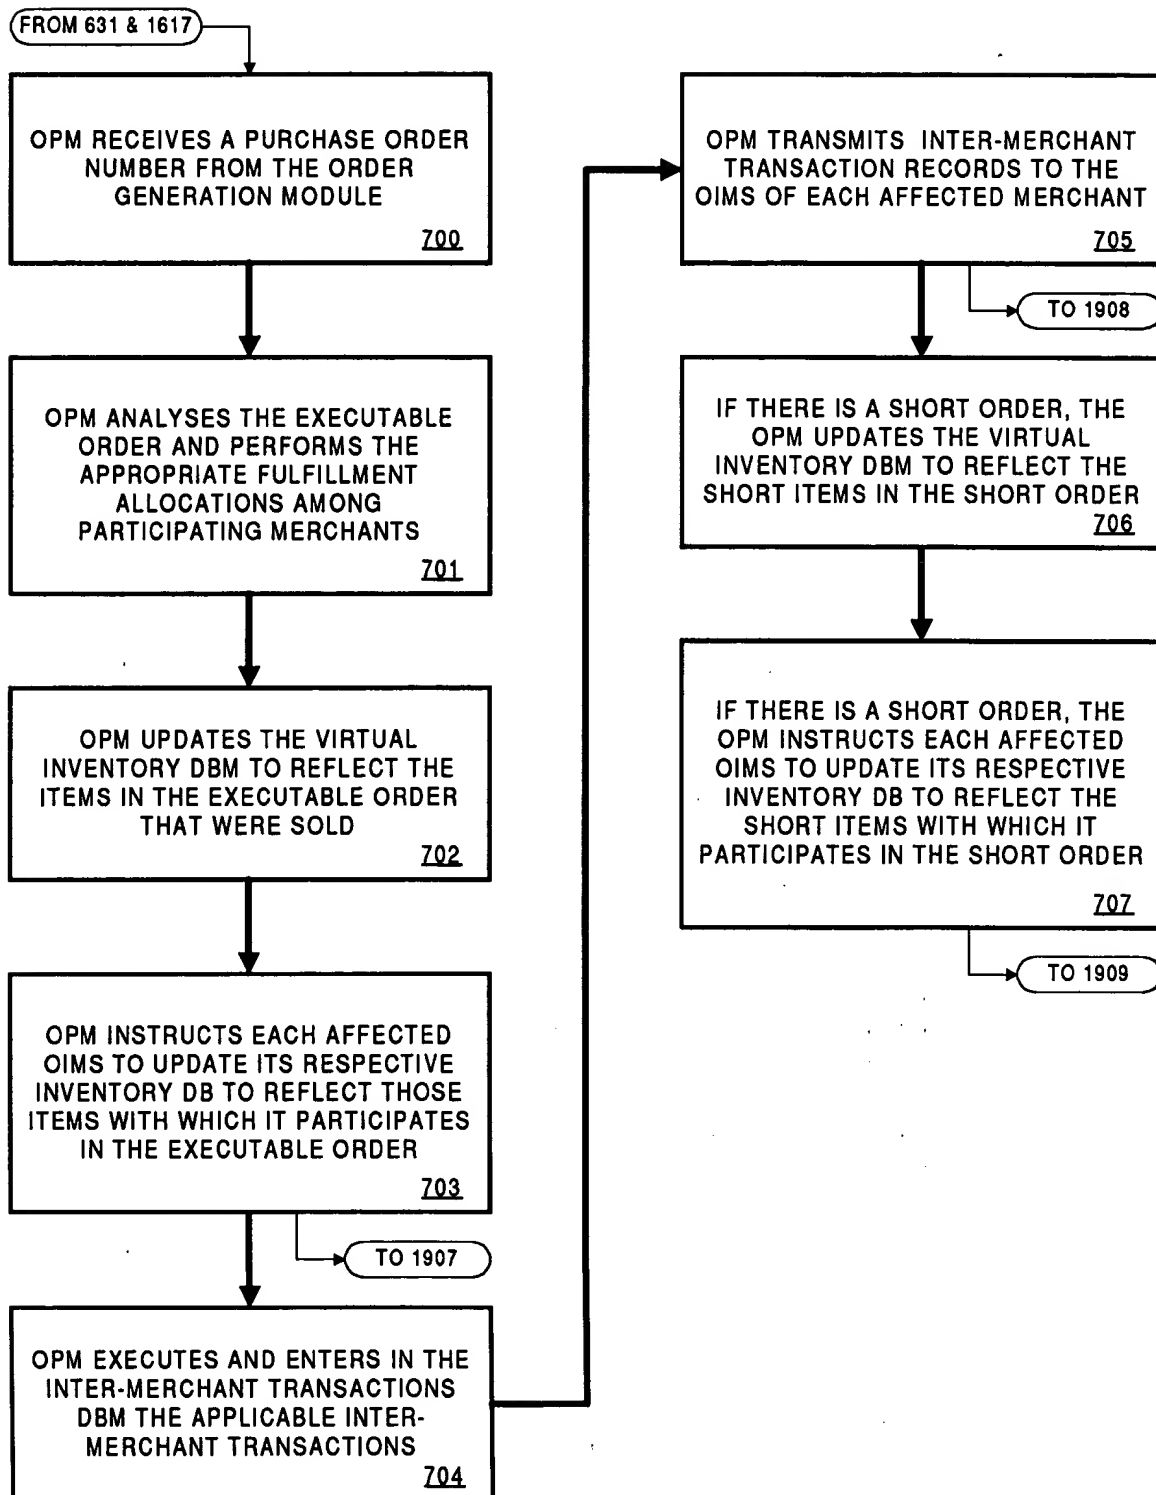 FROM 631 & 1617
OPM RECEIVES A PURCHASE ORDER
NUMBER FROM THE ORDER
GENERATION MODULE
700
OPM ANALYSES THE EXECUTABLE
ORDER AND PERFORMS THE
APPROPRIATE FULFILLMENT
ALLOCATIONS AMONG
PARTICIPATING MERCHANTS
701
OPM UPDATES THE VIRTUAL
INVENTORY DBM TO REFLECT THE
ITEMS IN THE EXECUTABLE ORDER
THAT WERE SOLD
702
OPM INSTRUCTS EACH AFFECTED
OIMS TO UPDATE ITS RESPECTIVE
INVENTORY DB TO REFLECT THOSE
ITEMS WITH WHICH IT PARTICIPATES
IN THE EXECUTABLE ORDER
703
TO 1907
OPM EXECUTES AND ENTERS IN THE
INTER-MERCHANT TRANSACTIONS
DBM THE APPLICABLE INTER-
MERCHANT TRANSACTIONS
704
OPM TRANSMITS INTER-MERCHANT
TRANSACTION RECORDS TO THE
OIMS OF EACH AFFECTED MERCHANT
705
TO 1908
IF THERE IS A SHORT ORDER, THE
OPM UPDATES THE VIRTUAL
INVENTORY DBM TO REFLECT THE
SHORT ITEMS IN THE SHORT ORDER
706
IF THERE IS A SHORT ORDER, THE
OPM INSTRUCTS EACH AFFECTED
OIMS TO UPDATE ITS RESPECTIVE
INVENTORY DB TO REFLECT THE
SHORT ITEMS WITH WHICH IT
PARTICIPATES IN THE SHORT ORDER
707
TO 1909